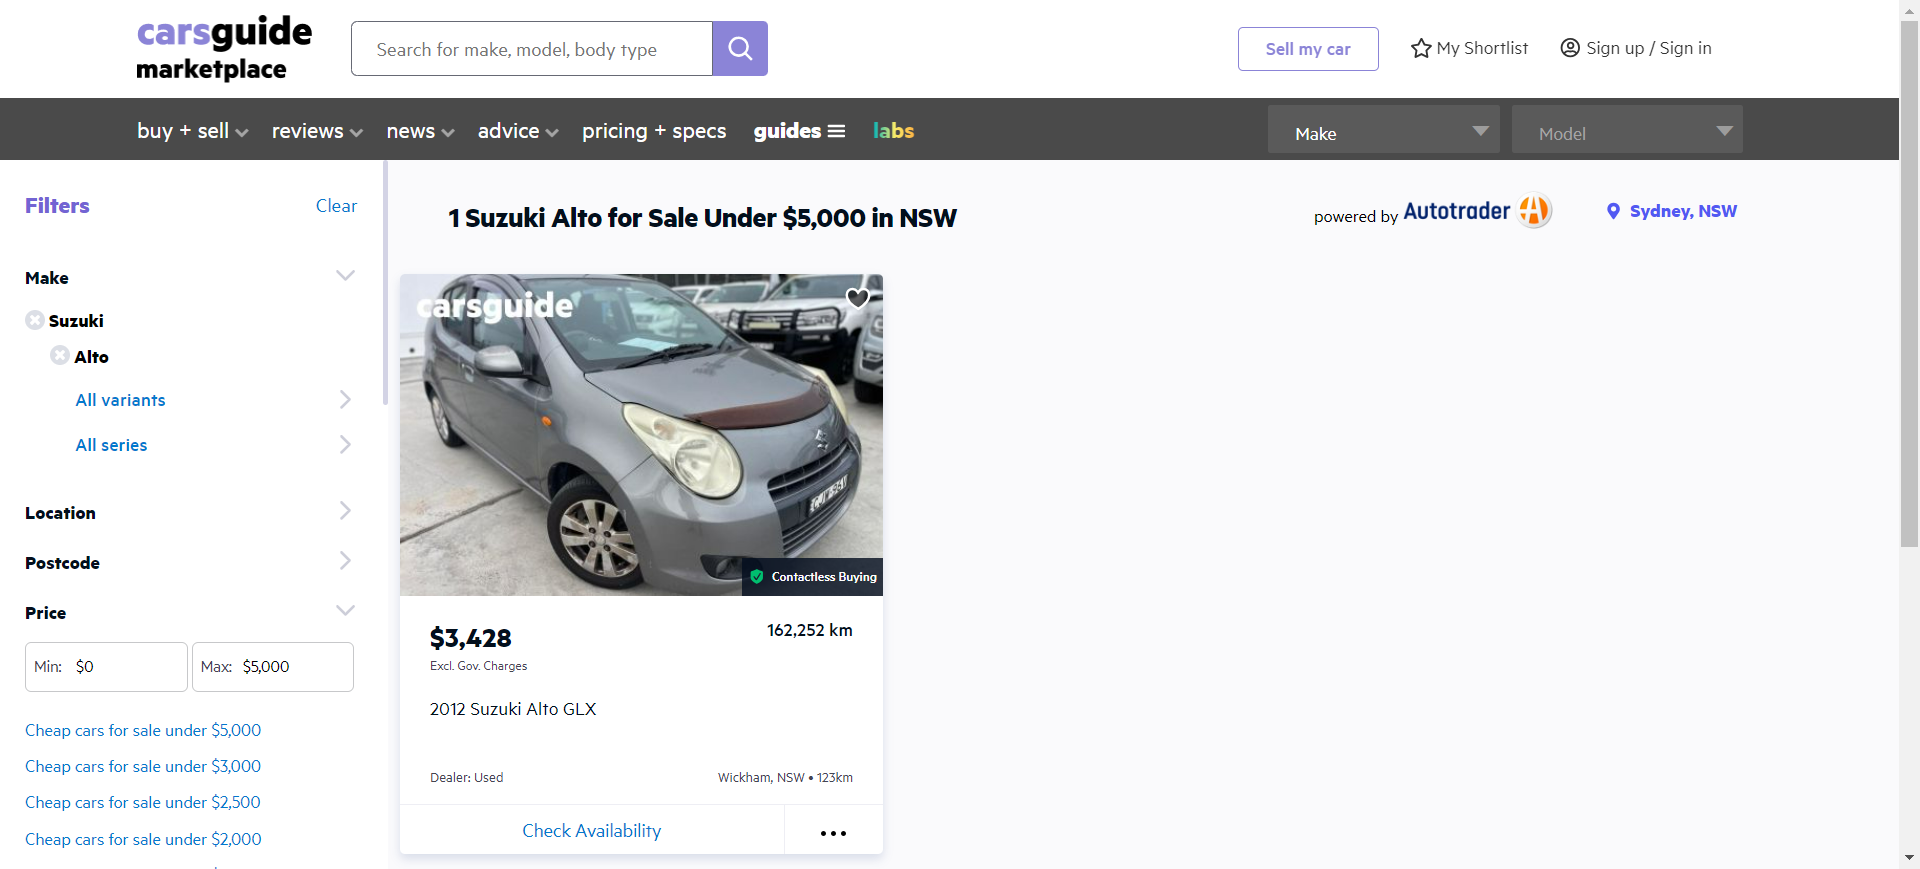 carsguide
marketplace
Search for make, model, body type
Sell my car
My Shortlist
Sign up / Sign in
buy + sell
reviews
news
advice
pricing + specs
guides
labs
Make
Model
Filters
Clear
Make
Suzuki
Alto
All variants
All series
Location
Postcode
Price
Min: $0
Max: $5,000
Cheap cars for sale under $5,000
Cheap cars for sale under $3,000
Cheap cars for sale under $2,500
Cheap cars for sale under $2,000
1 Suzuki Alto for Sale Under $5,000 in NSW
powered by Autotrader
Sydney, NSW
carsguide
Contactless Buying
$3,428
162,252 km
Excl. Gov. Charges
2012 Suzuki Alto GLX
Dealer: Used
Wickham, NSW • 123km
Check Availability